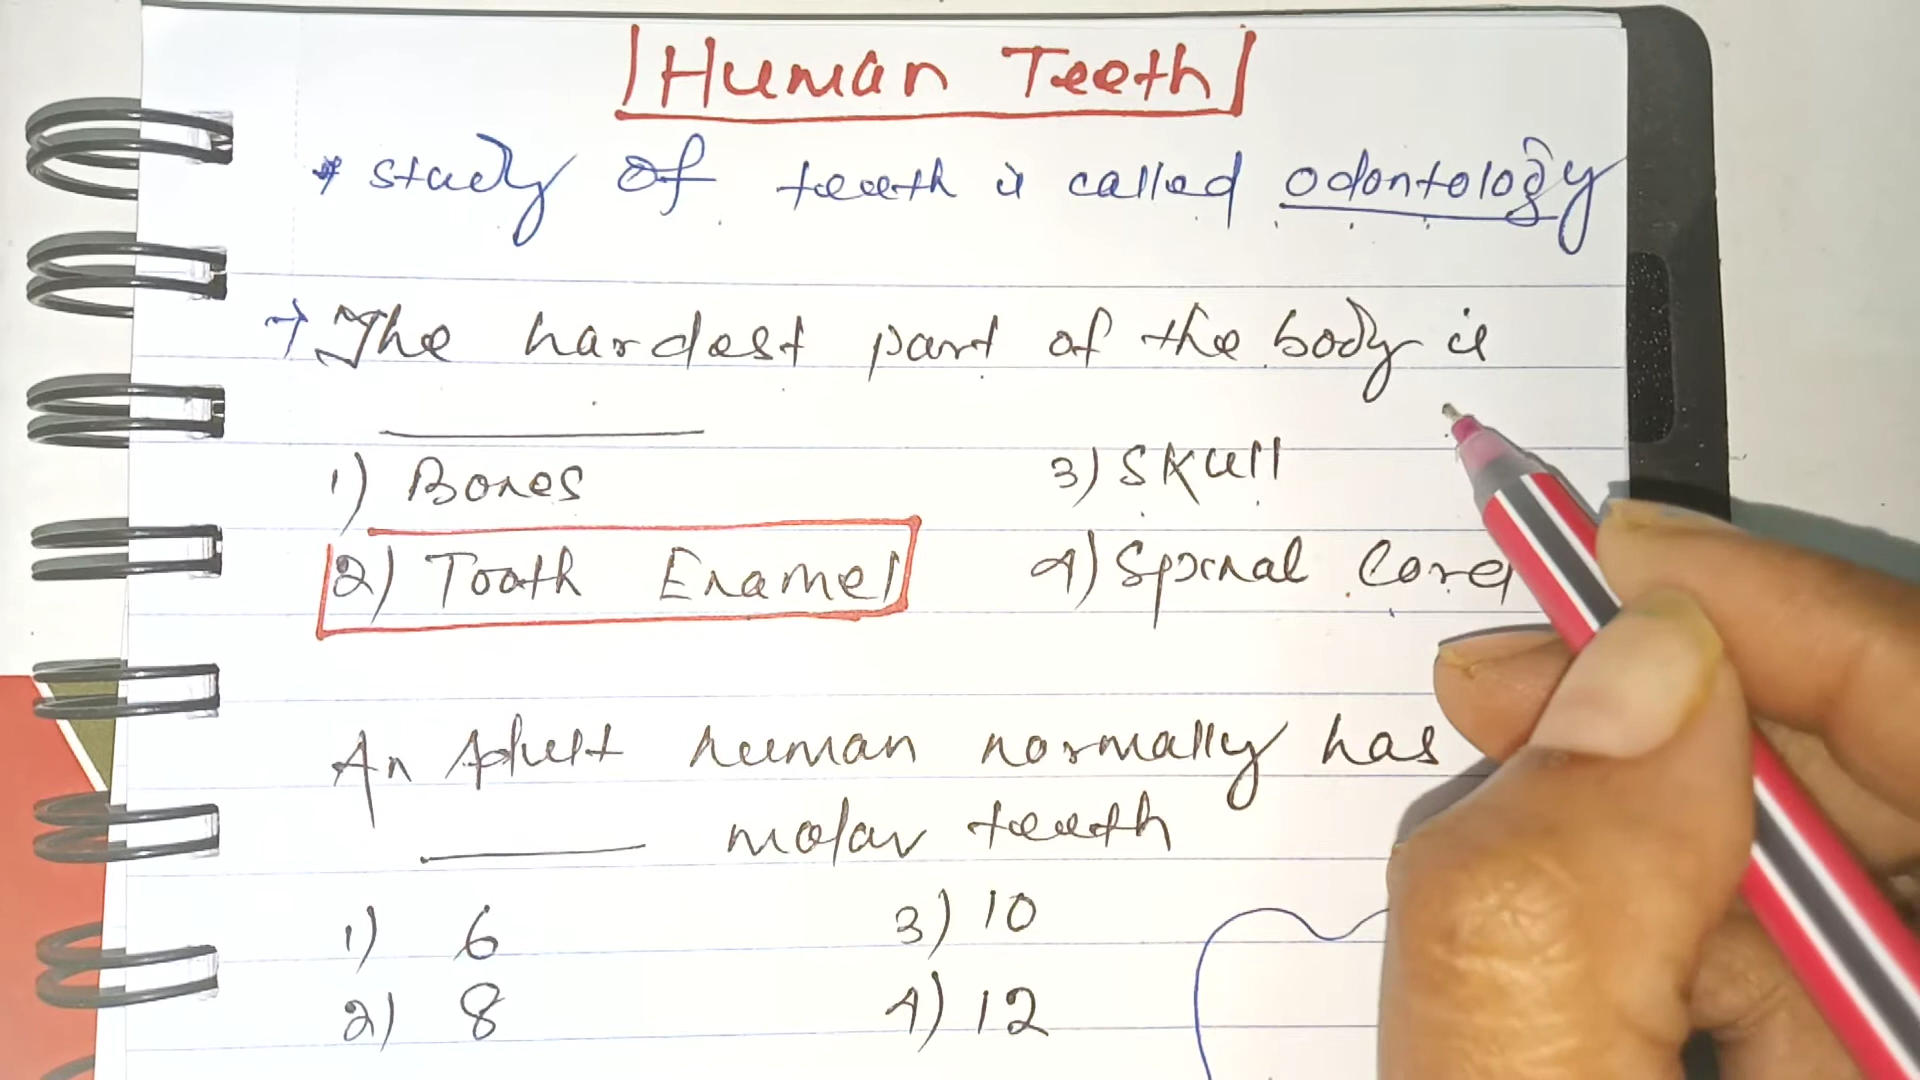 Human Teeth
* study of teeth is called odontology
→ The hardest part of the body is
1) Bones
3) Skull
2) Tooth Enamel
4) Spinal Cord
An Adult human normally has
molar teeth
1) 6
3) 10
2) 8
4) 12